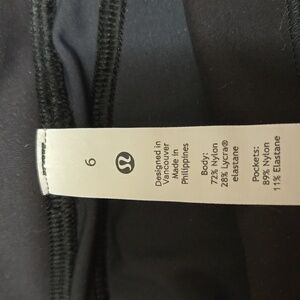 6
Designed in
Vancouver
Made in
Philippines
Body:
72% Nylon
28% Lycra®
elastane
Pockets:
89% Nylon
11% Elastane